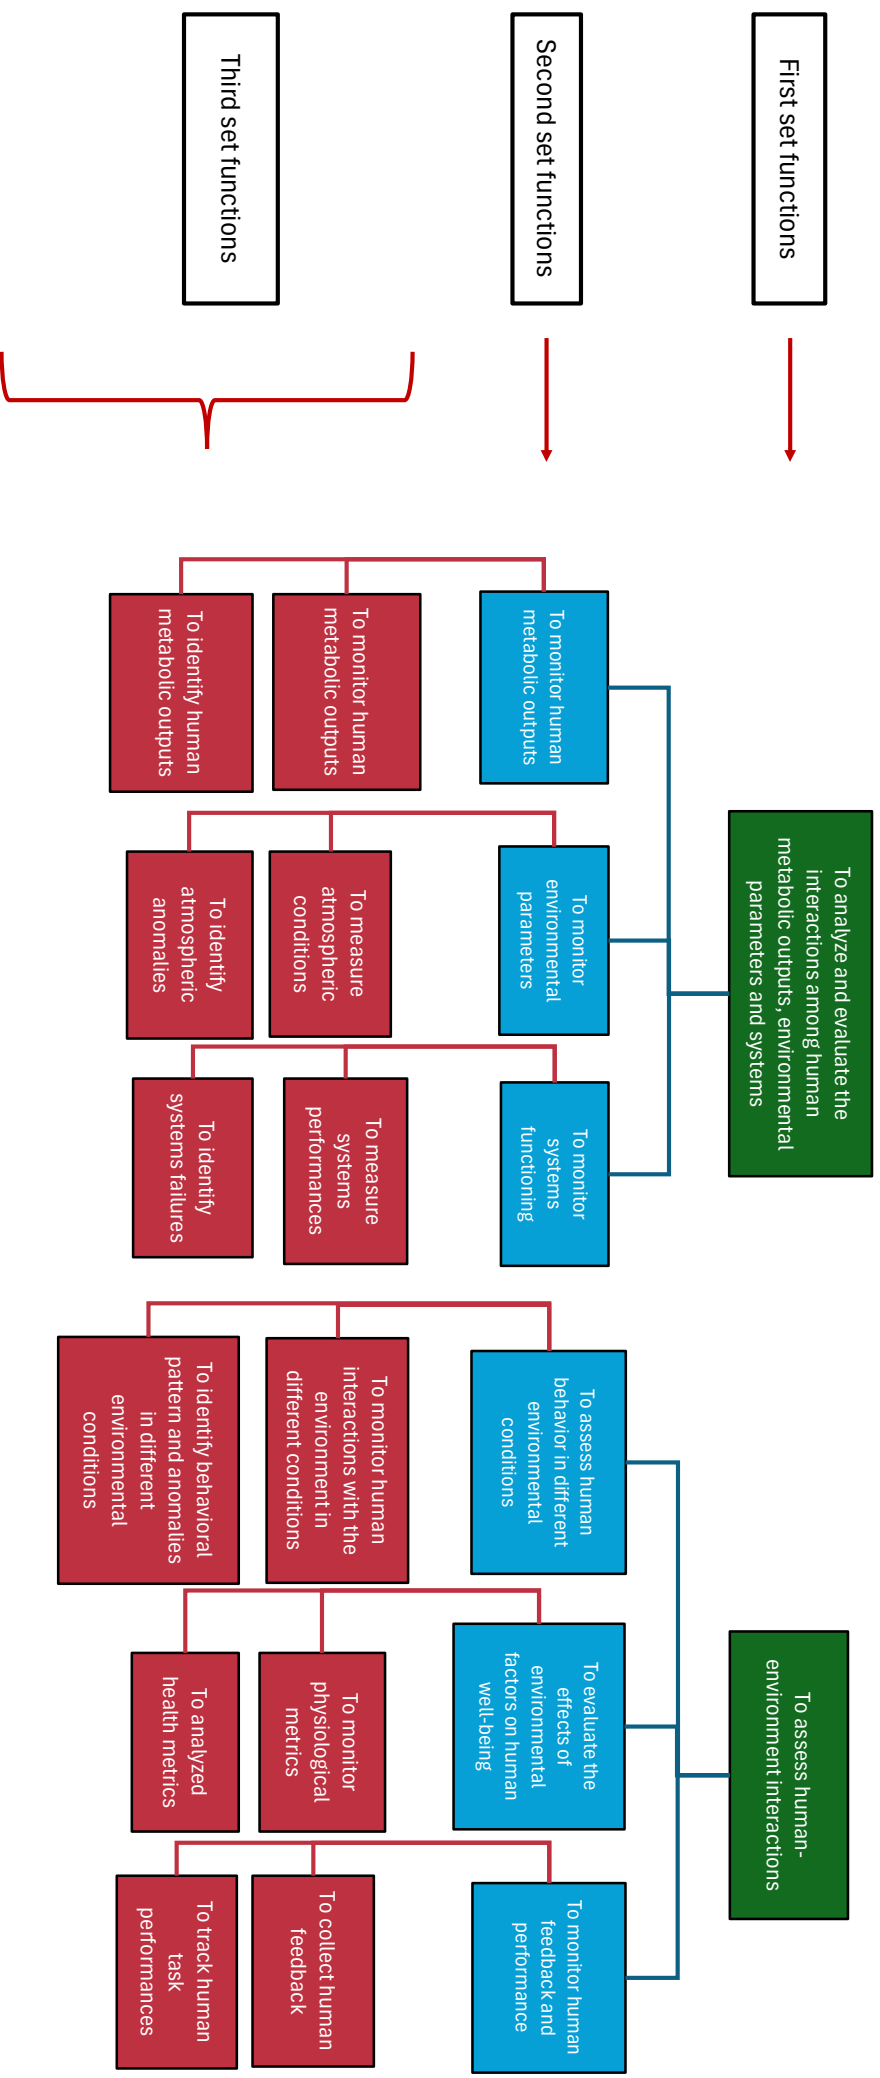 First set functions
To analyze and evaluate the
interactions among human
metabolic outputs, environmental
parameters and systems
To assess human-
environment interactions
Second set functions
To monitor human
metabolic outputs
To monitor
environmental
parameters
To monitor
systems
functioning
To assess human
behavior in different
environmental
conditions
To evaluate the
effects of
environmental
factors on human
well-being
To monitor human
feedback and
performance
Third set functions
To monitor human
metabolic outputs
To measure
atmospheric
conditions
To measure
systems
performances
To monitor human
interactions with the
environment in
different conditions
To monitor
physiological
metrics
To collect human
feedback
To identify human
metabolic outputs
To identify
atmospheric
anomalies
To identify
systems failures
To identify behavioral
pattern and anomalies
in different
environmental
conditions
To analyzed
health metrics
To track human
task
performances